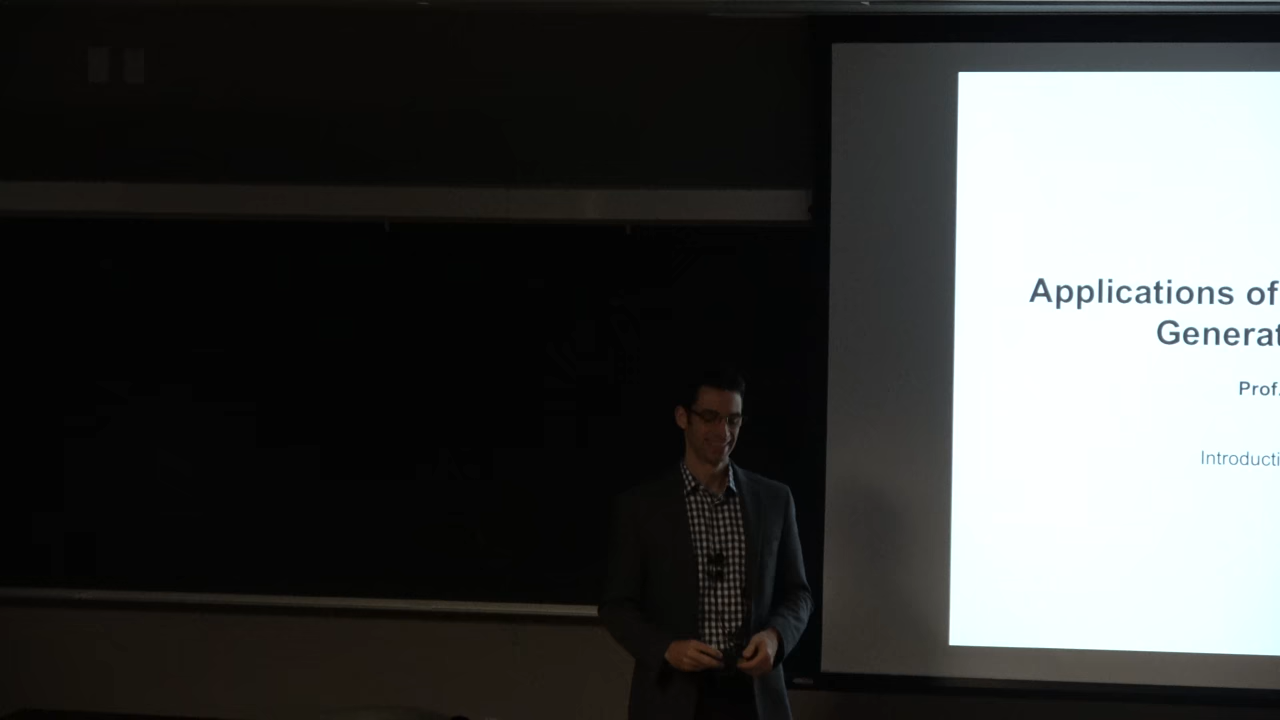 Applications of
Generat
Prof.
Introducti